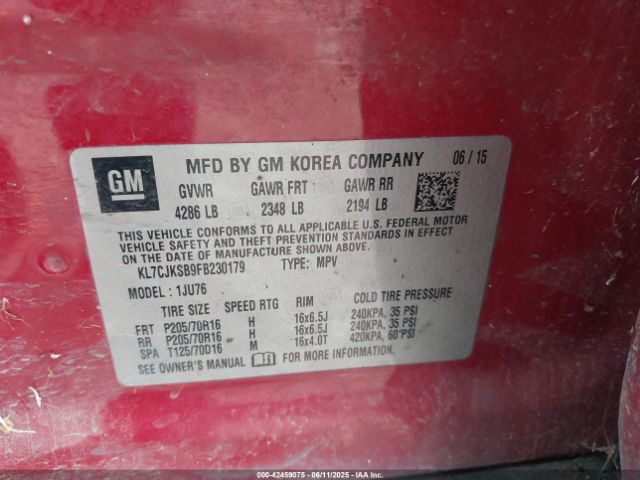 GM
MFD BY GM KOREA COMPANY 06 / 15
GVWR GAWR FRT GAWR RR
4286 LB 2348 LB 2194 LB
THIS VEHICLE CONFORMS TO ALL APPLICABLE U.S. FEDERAL MOTOR
VEHICLE SAFETY AND THEFT PREVENTION STANDARDS IN EFFECT
ON THE DATE OF MANUFACTURE SHOWN ABOVE.
KL7CJKSB9FB230179 TYPE: MPV
MODEL: 1JU76
TIRE SIZE SPEED RTG RIM COLD TIRE PRESSURE
FRT P205/70R16 H 16x6.5J 240KPA, 35 PSI
RR P205/70R16 H 16x6.5J 240KPA, 35 PSI
SPA T125/70D16 M 16x4.0T 420KPA, 60 PSI
SEE OWNER'S MANUAL FOR MORE INFORMATION.
000-42459075 - 06/11/2025 - IAAI.COM